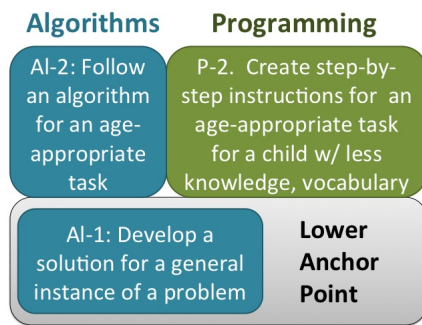 Algorithms
Programming
Al-2: Follow
an algorithm
for an age-
appropriate
task
P-2. Create step-by-
step instructions for an
age-appropriate task
for a child w/ less
knowledge, vocabulary
Al-1: Develop a
solution for a general
instance of a problem
Lower
Anchor
Point